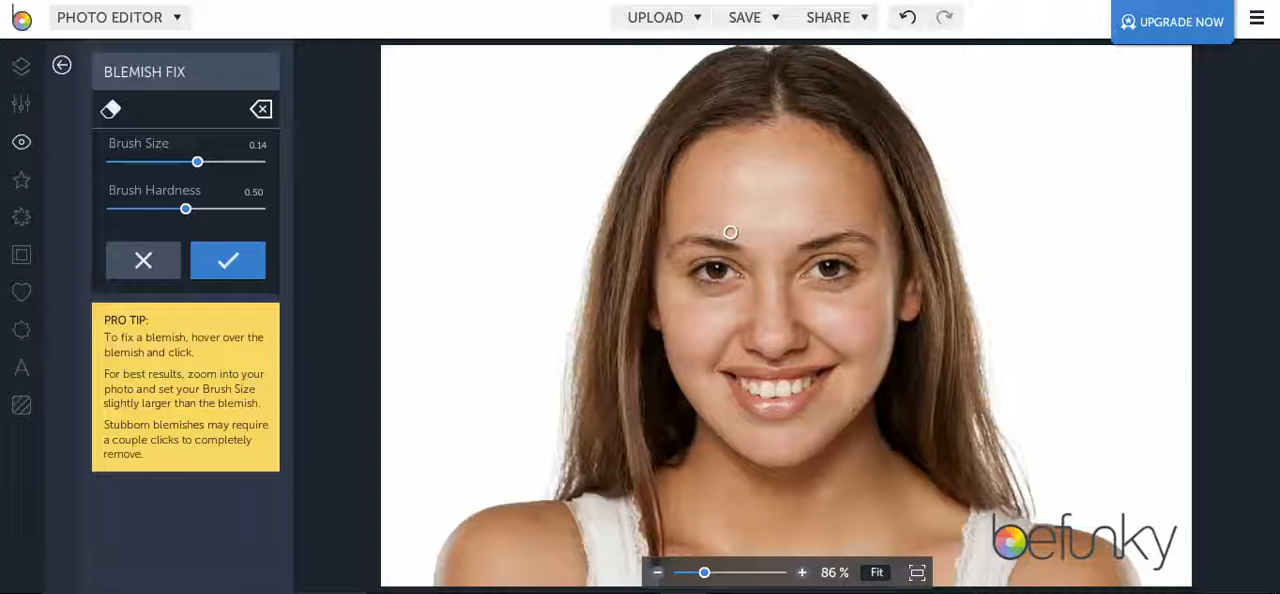 PHOTO EDITOR
UPLOAD
SAVE
SHARE
UPGRADE NOW
BLEMISH FIX
Brush Size
0.14
Brush Hardness
0.50
PRO TIP:
To fix a blemish, hover over the
blemish and click.
For best results, zoom into your
photo and set your Brush Size
slightly larger than the blemish.
Stubborn blemishes may require
a couple clicks to completely
remove.
befunky
86 %
Fit